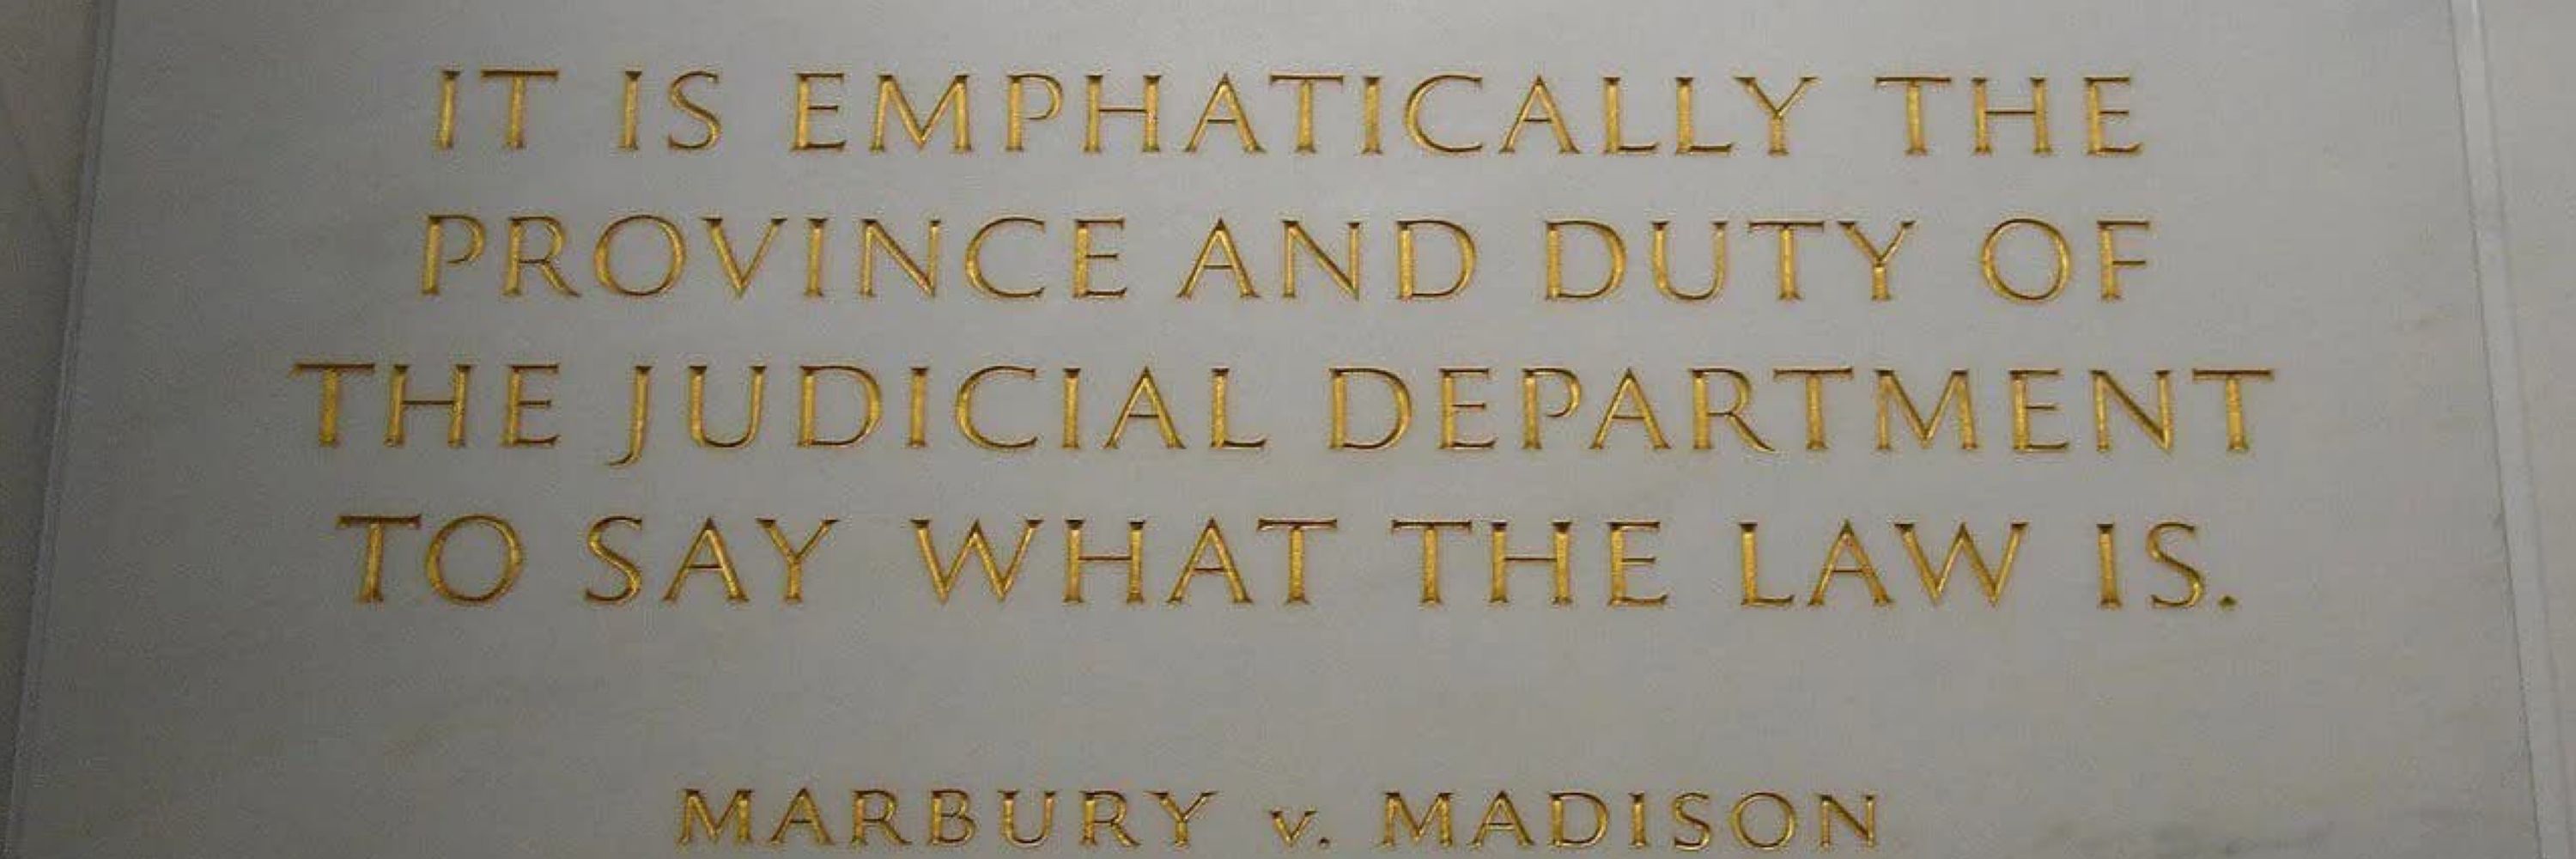 IT IS EMPHATICALLY THE
PROVINCE AND DUTY OF
THE JUDICIAL DEPARTMENT
TO SAY WHAT THE LAW IS.
MARBURY v. MADISON